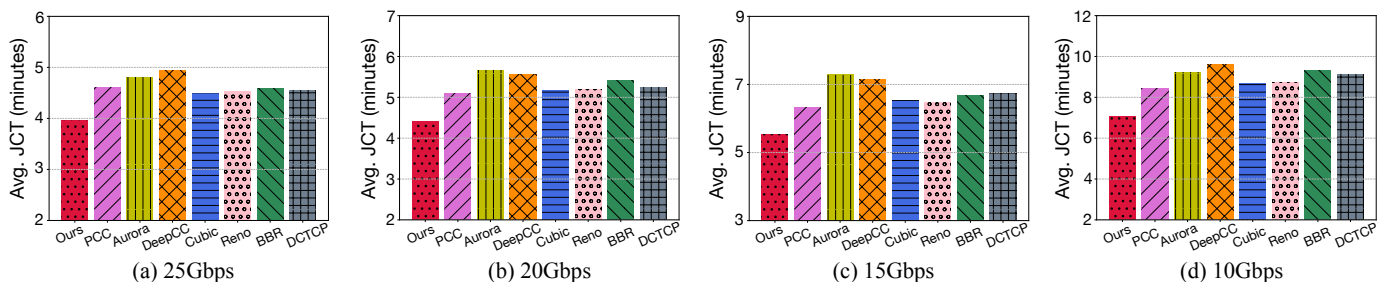 Avg. JCT (minutes)
6
5
4
3
2
Ours PCC Aurora DeepCC Cubic Reno BBR DCTCP
(a) 25Gbps
Avg. JCT (minutes)
7
6
5
4
3
2
Ours PCC Aurora DeepCC Cubic Reno BBR DCTCP
(b) 20Gbps
Avg. JCT (minutes)
9
7
5
3
Ours PCC Aurora DeepCC Cubic Reno BBR DCTCP
(c) 15Gbps
Avg. JCT (minutes)
12
10
8
6
4
2
Ours PCC Aurora DeepCC Cubic Reno BBR DCTCP
(d) 10Gbps